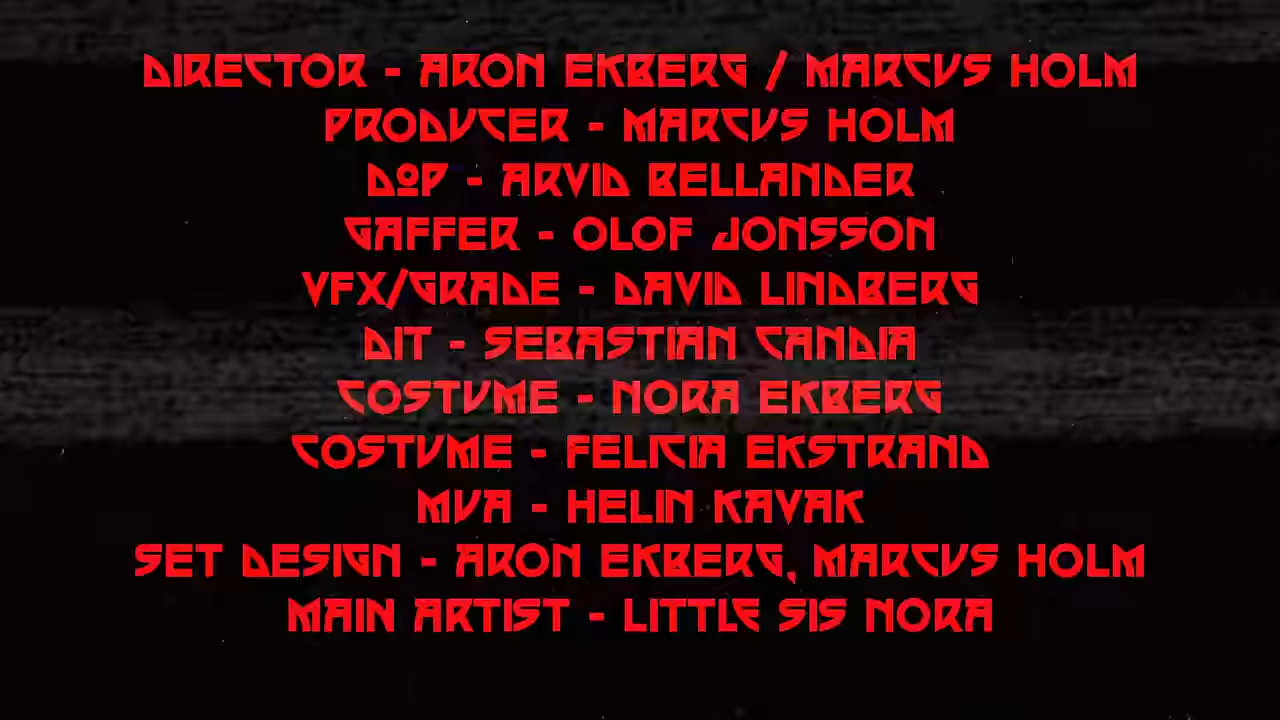 DIRECTOR - ARON EKBERG / MARCUS HOLM
PRODUCER - MARCUS HOLM
DOP - ARVID BELLANDER
GAFFER - OLOF JONSSON
VFX/GRADE - DAVID LINDBERG
DIT - SEBASTIAN CANDIA
COSTUME - NORA EKBERG
COSTUME - FELICIA EKSTRAND
MUA - HELIN KAVAK
SET DESIGN - ARON EKBERG, MARCUS HOLM
MAIN ARTIST - LITTLE SIS NORA